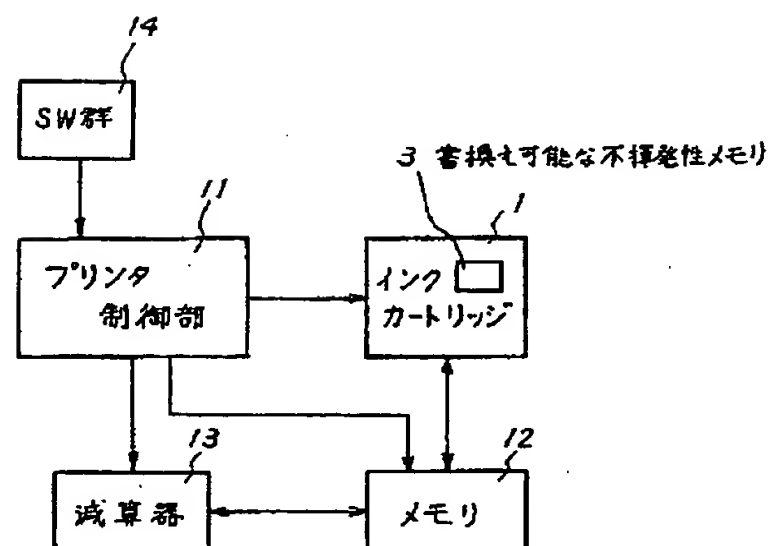 14
SW群
3 書換え可能な不揮発性メモリ
11
1
プリンタ
制御部
インク
カートリッジ
13
12
減算器
メモリ